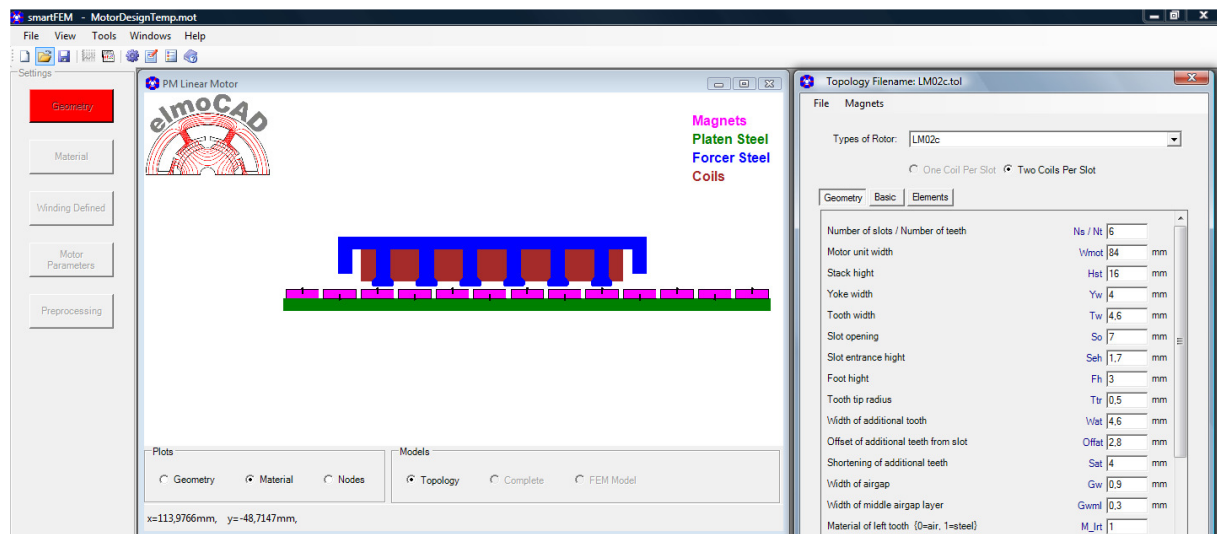 smartFEM - MotorDesignTemp.mot
File View Tools Windows Help
Settings
Geometry
Material
Winding Defined
Motor
Parameters
Preprocessing
PM Linear Motor
elmoCAD
Magnets
Platen Steel
Forcer Steel
Coils
Plots
Geometry Material Nodes
Models
Topology Complete FEM Model
x=113,9766mm, y=-48,7147mm,
Topology Filename: LM02c.tol
File Magnets
Types of Rotor: LM02c
One Coil Per Slot Two Coils Per Slot
Geometry Basic Elements
Number of slots / Number of teeth Ns / Nt 6
Motor unit width Wmot 84 mm
Stack hight Hst 16 mm
Yoke width Yw 4 mm
Tooth width Tw 4,6 mm
Slot opening So 7 mm
Slot entrance hight Seh 1,7 mm
Foot hight Fh 3 mm
Tooth tip radius Ttr 0,5 mm
Width of additional tooth Wat 4,6 mm
Offset of additional teeth from slot Offat 2,8 mm
Shortening of additional teeth Sat 4 mm
Width of airgap Gw 0,9 mm
Width of middle airgap layer Gwml 0,3 mm
Material of left tooth {0=air, 1=steel} M_lrt 1